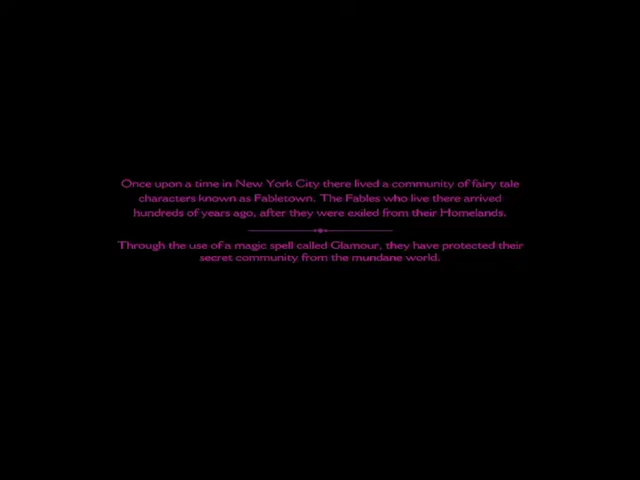 Once upon a time in New York City there lived a community of fairy tale
characters known as Fabletown. The Fables who live there arrived
hundreds of years ago, after they were exiled from their Homelands.
Through the use of a magic spell called Glamour, they have protected their
secret community from the mundane world.